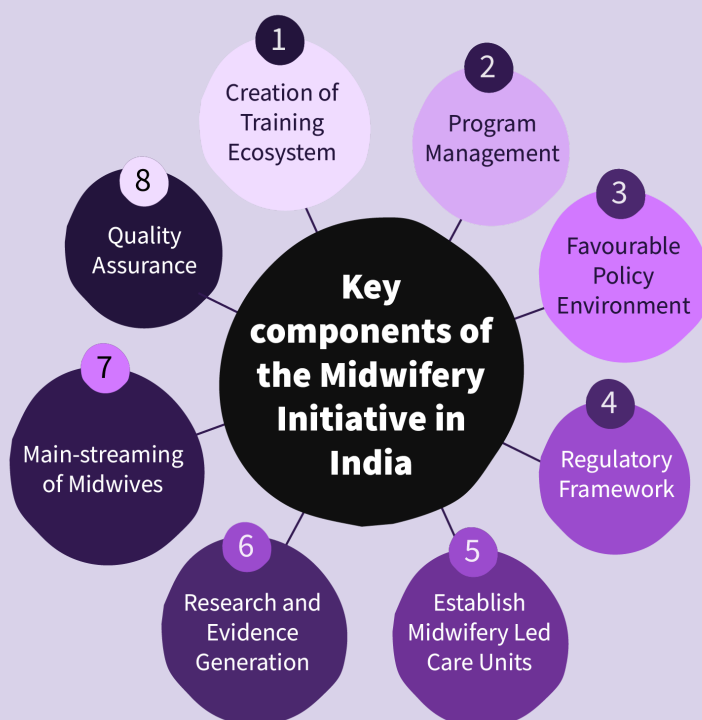 Key
components of
the Midwifery
Initiative in
India
1
Creation of
Training
Ecosystem
2
Program
Management
3
Favourable
Policy
Environment
4
Regulatory
Framework
5
Establish
Midwifery Led
Care Units
6
Research and
Evidence
Generation
7
Main-streaming
of Midwives
8
Quality
Assurance